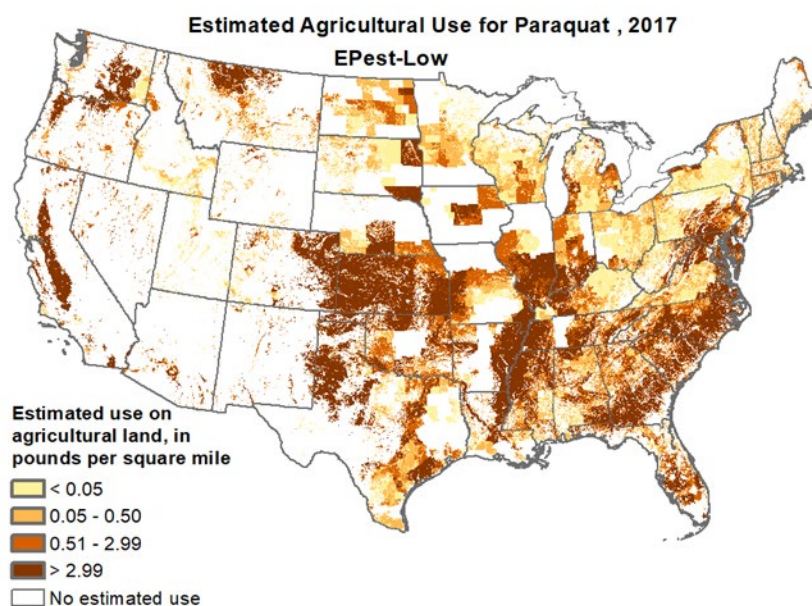 Estimated Agricultural Use for Paraquat , 2017
EPest-Low
Estimated use on
agricultural land, in
pounds per square mile
< 0.05
0.05 - 0.50
0.51 - 2.99
> 2.99
No estimated use